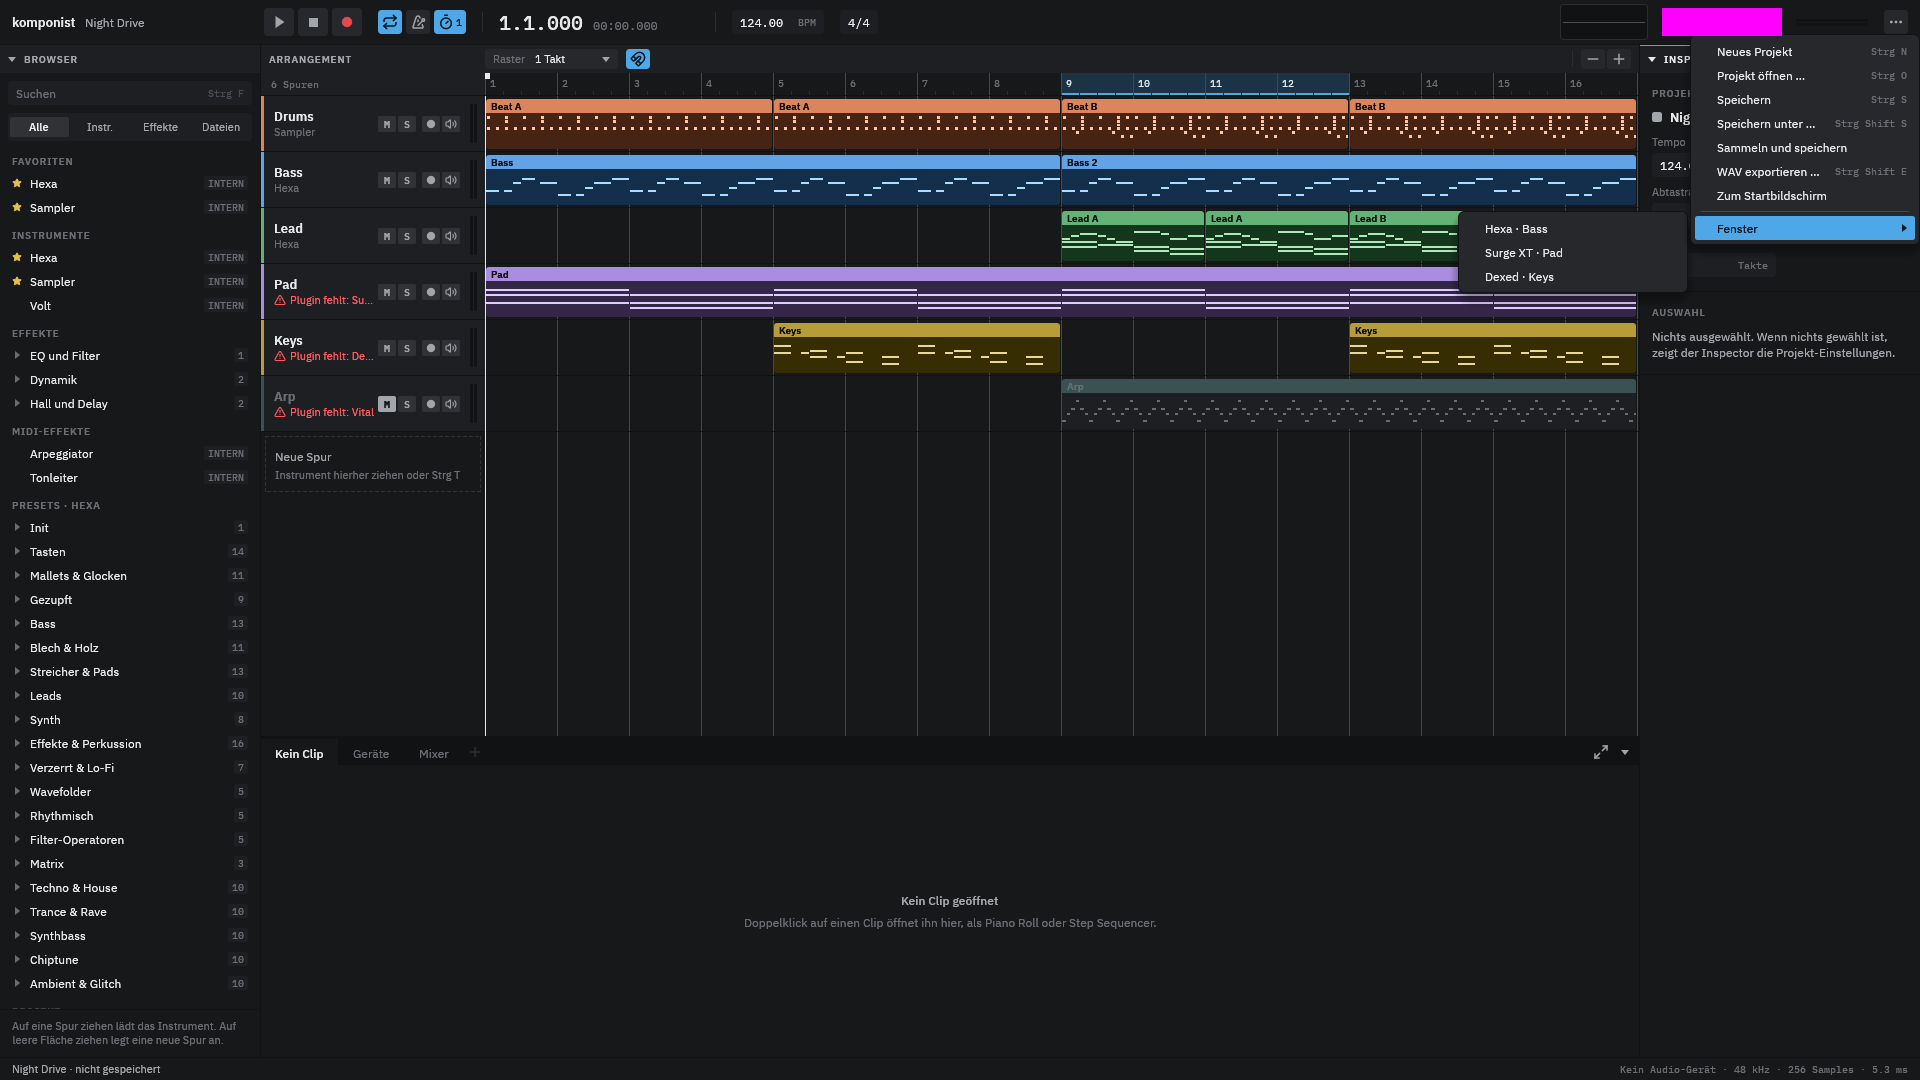 komponist Night Drive
1
1.1.000 00:00.000
124.00 BPM
4/4
BROWSER
Suchen Strg F
Alle Instr. Effekte Dateien
FAVORITEN
Hexa INTERN
Sampler INTERN
INSTRUMENTE
Hexa INTERN
Sampler INTERN
Volt INTERN
EFFEKTE
EQ und Filter 1
Dynamik 2
Hall und Delay 2
MIDI-EFFEKTE
Arpeggiator INTERN
Tonleiter INTERN
PRESETS · HEXA
Init 1
Tasten 14
Mallets & Glocken 11
Gezupft 9
Bass 13
Blech & Holz 11
Streicher & Pads 13
Leads 10
Synth 8
Effekte & Perkussion 16
Verzerrt & Lo-Fi 7
Wavefolder 5
Rhythmisch 5
Filter-Operatoren 5
Matrix 3
Techno & House 10
Trance & Rave 10
Synthbass 10
Chiptune 10
Ambient & Glitch 10
Auf eine Spur ziehen lädt das Instrument. Auf
leere Fläche ziehen legt eine neue Spur an.
ARRANGEMENT
Raster 1 Takt
6 Spuren
1 2 3 4 5 6 7 8 9 10 11 12 13 14 15 16
Drums
Sampler
M S
Beat A Beat A Beat B Beat B
Bass
Hexa
M S
Bass Bass 2
Lead
Hexa
M S
Lead A Lead A Lead B
Pad
Plugin fehlt: Su...
M S
Pad
Keys
Plugin fehlt: De...
M S
Keys Keys
Arp
Plugin fehlt: Vital
M S
Arp
Neue Spur
Instrument hierher ziehen oder Strg T
Kein Clip Geräte Mixer
Kein Clip geöffnet
Doppelklick auf einen Clip öffnet ihn hier, als Piano Roll oder Step Sequencer.
INSP
PROJE
Nig
Tempo
124.
Abtastra
Takte
AUSWAHL
Nichts ausgewählt. Wenn nichts gewählt ist,
zeigt der Inspector die Projekt-Einstellungen.
Neues Projekt Strg N
Projekt öffnen ... Strg O
Speichern Strg S
Speichern unter ... Strg Shift S
Sammeln und speichern
WAV exportieren ... Strg Shift E
Zum Startbildschirm
Fenster
Hexa · Bass
Surge XT · Pad
Dexed · Keys
Night Drive · nicht gespeichert
Kein Audio-Gerät · 48 kHz · 256 Samples · 5.3 ms